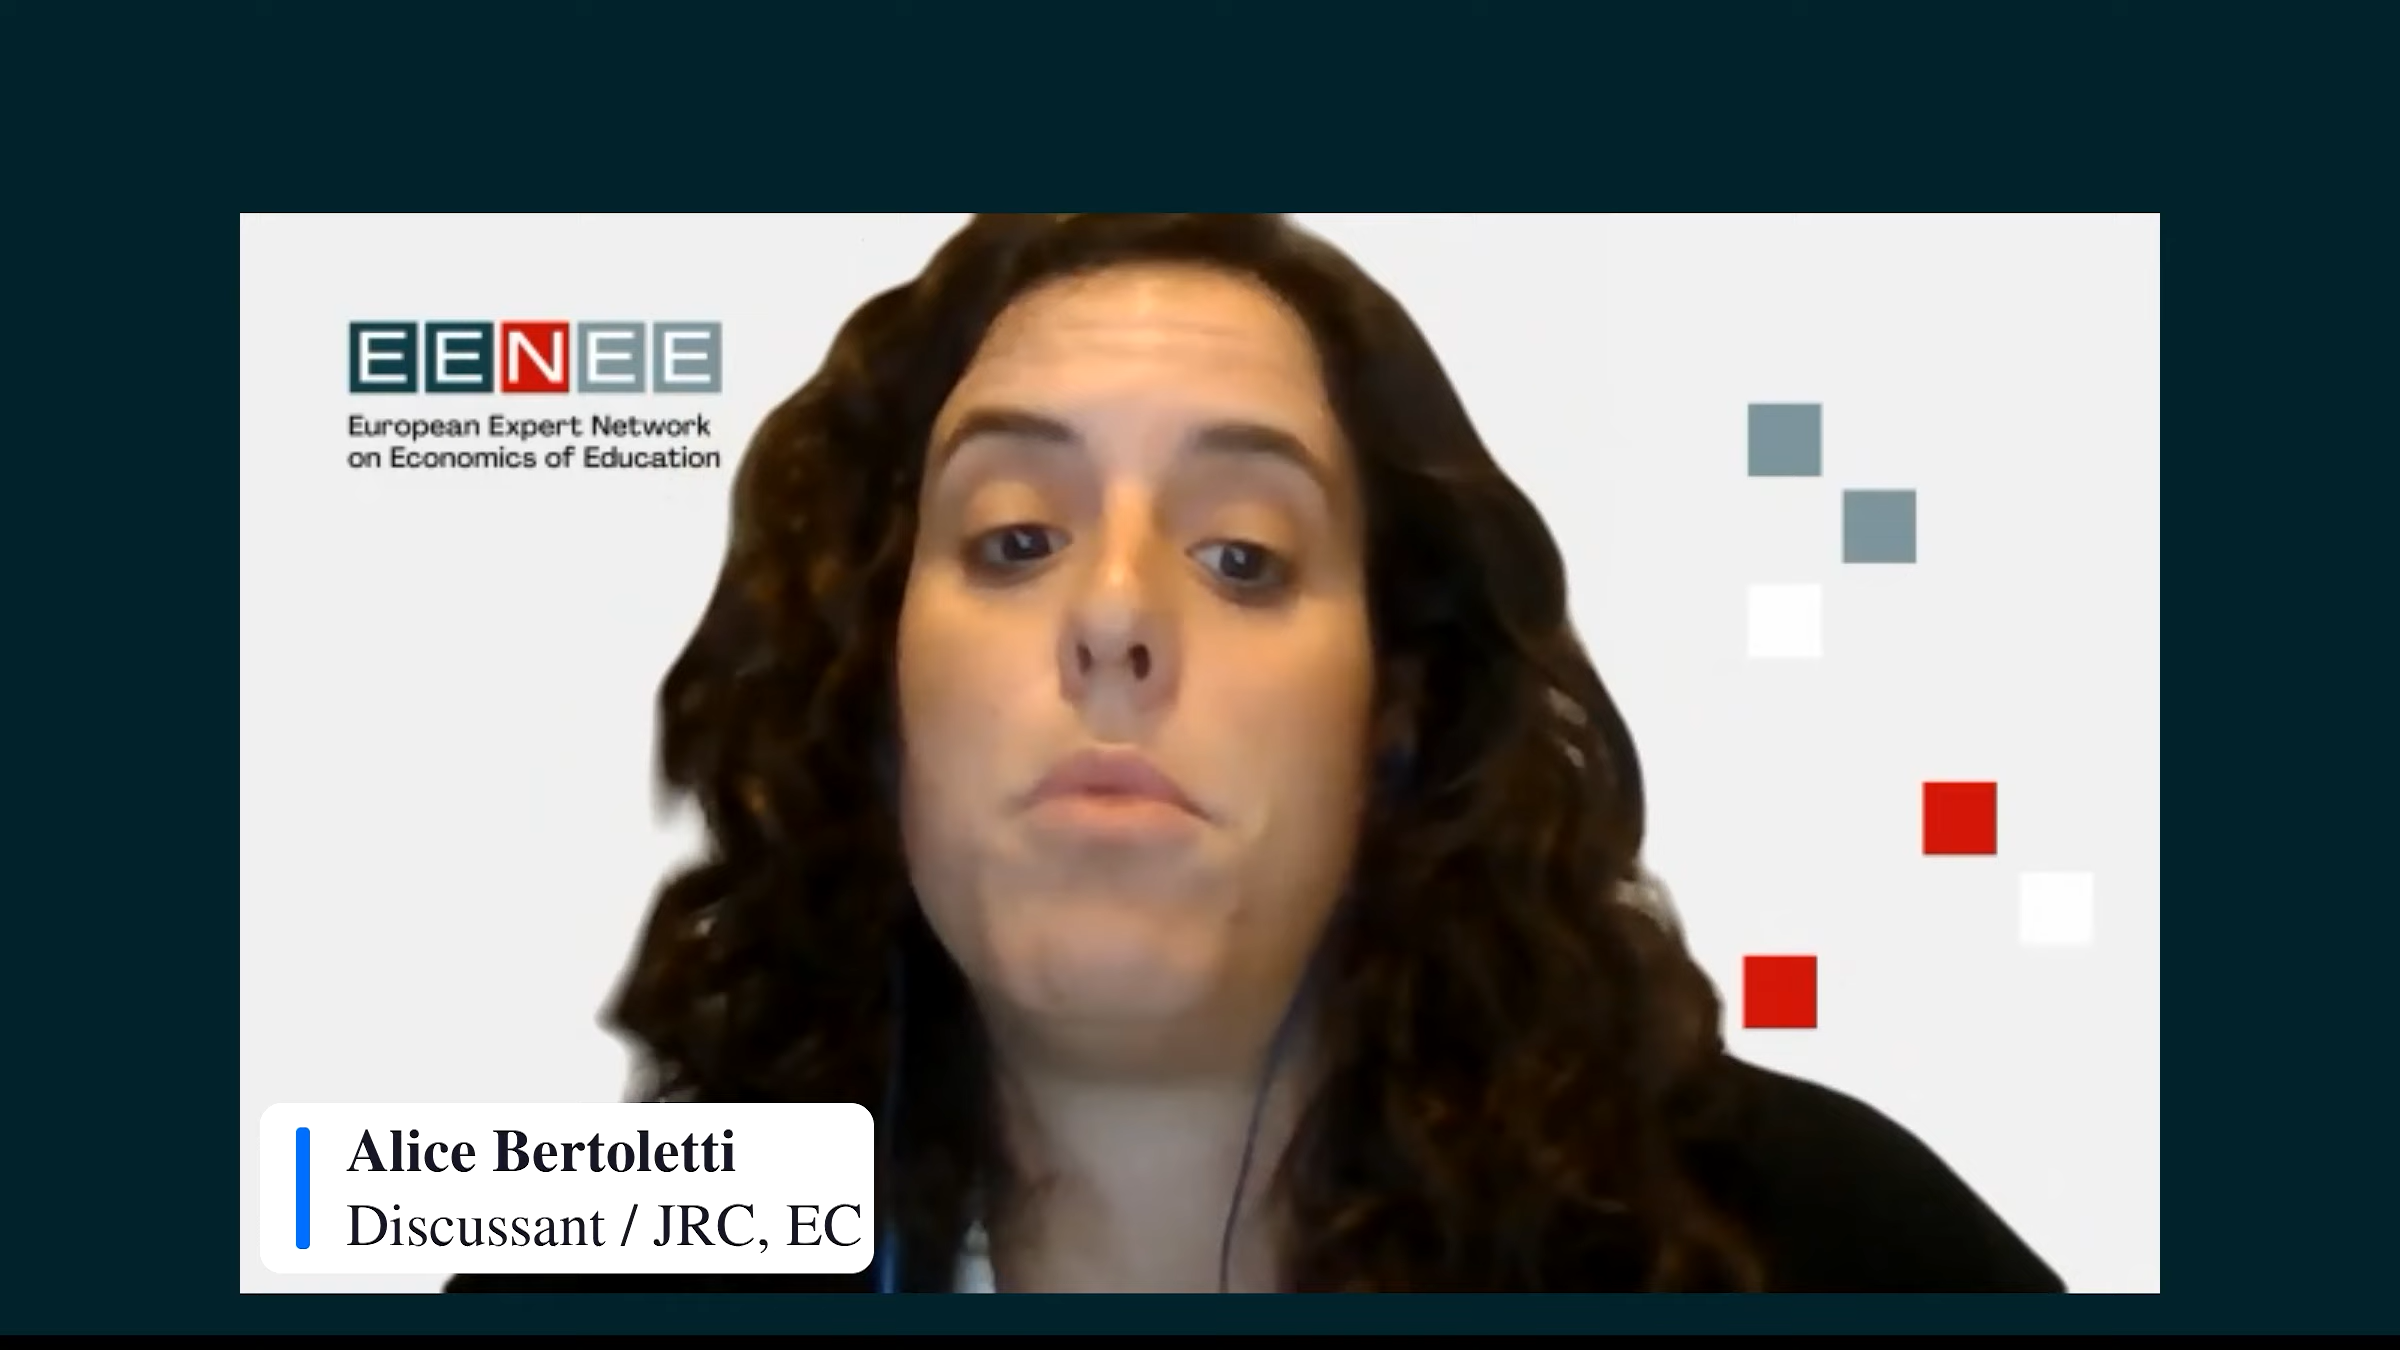 EENEE
European Expert Network
on Economics of Education
Alice Bertoletti
Discussant / JRC, EC